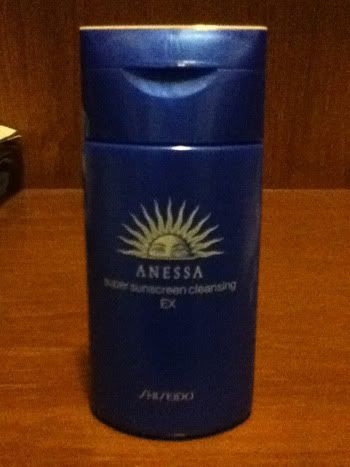 ANESSA
super sunscreen cleansing
EX
SHISEIDO